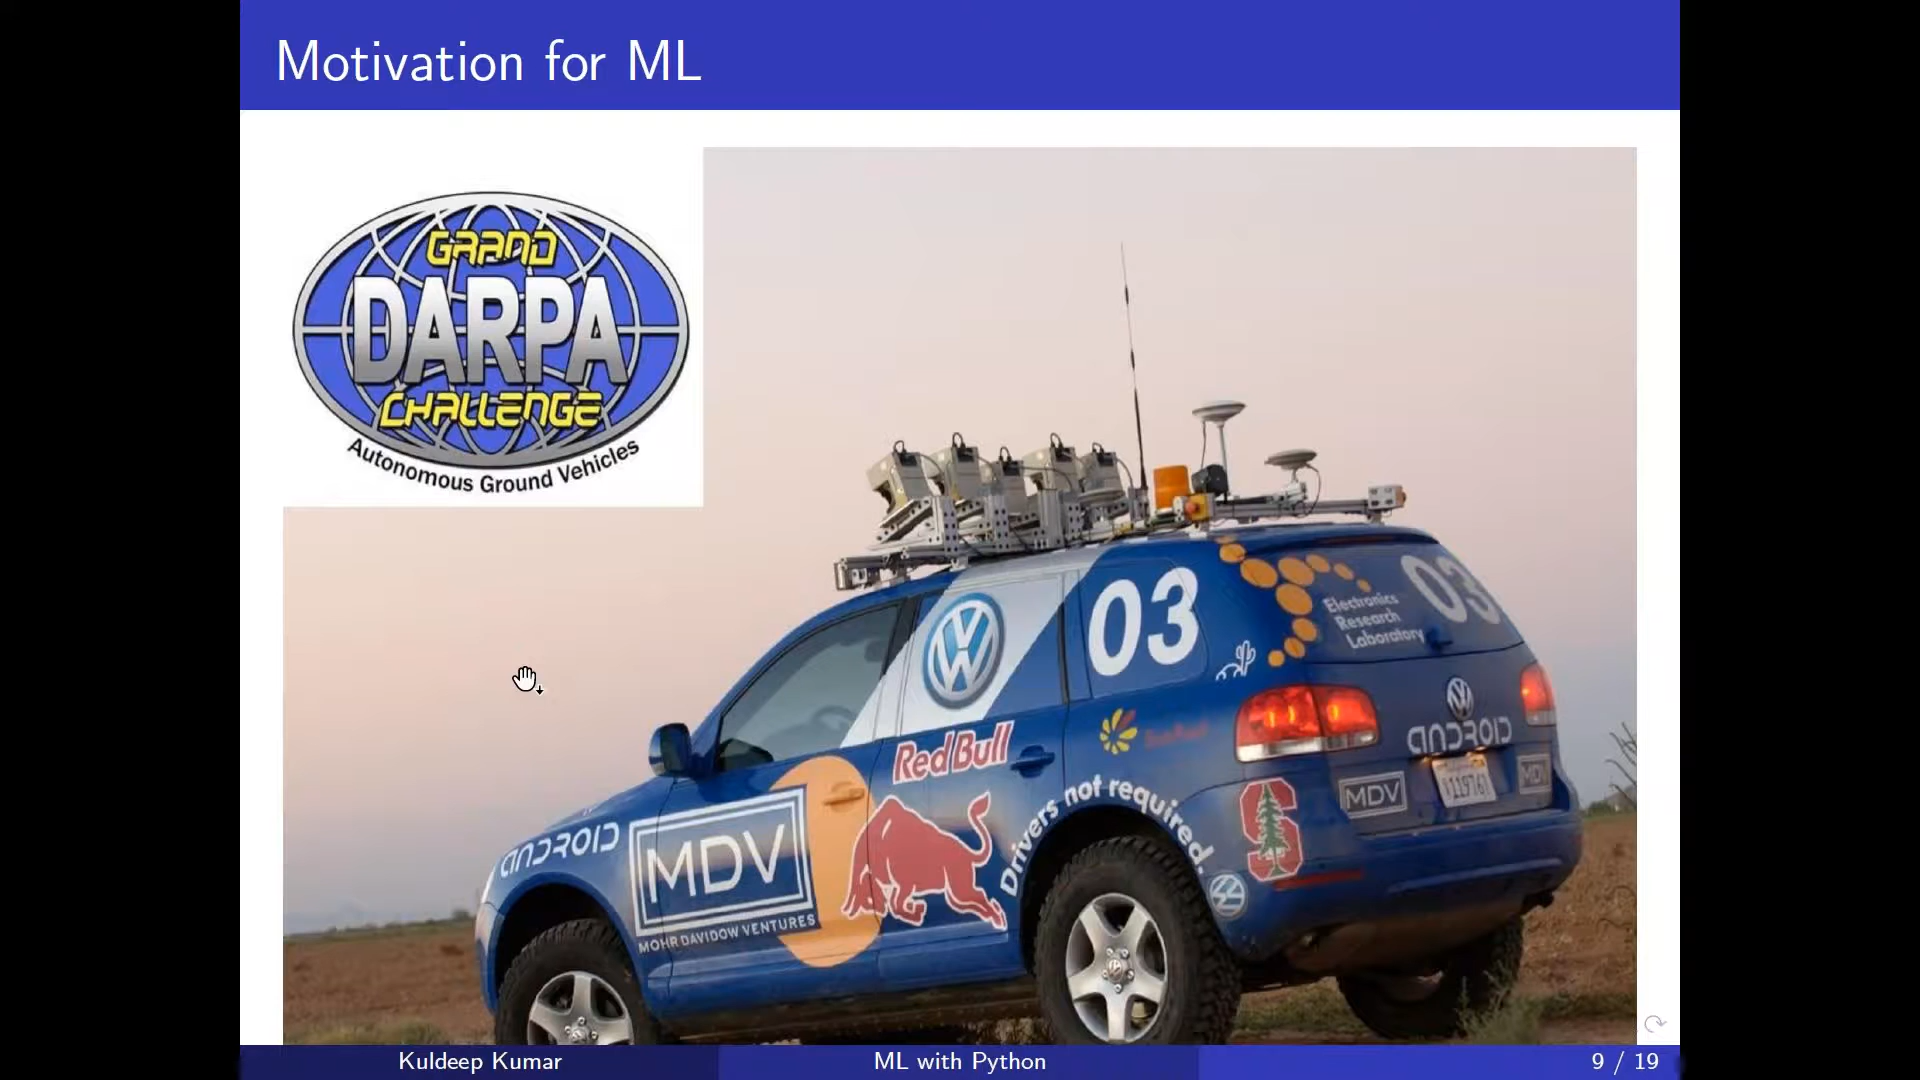 Motivation for ML
GRAND
DARPA
CHALLENGE
Autonomous Ground Vehicles
03
03
Electronics
Research
Laboratory
ANDROID
RedBull
MDV
MDV
Drivers not required.
ANDROID
MDV
MOHR DAVIDOW VENTURES
S
Kuldeep Kumar
ML with Python
9 / 19